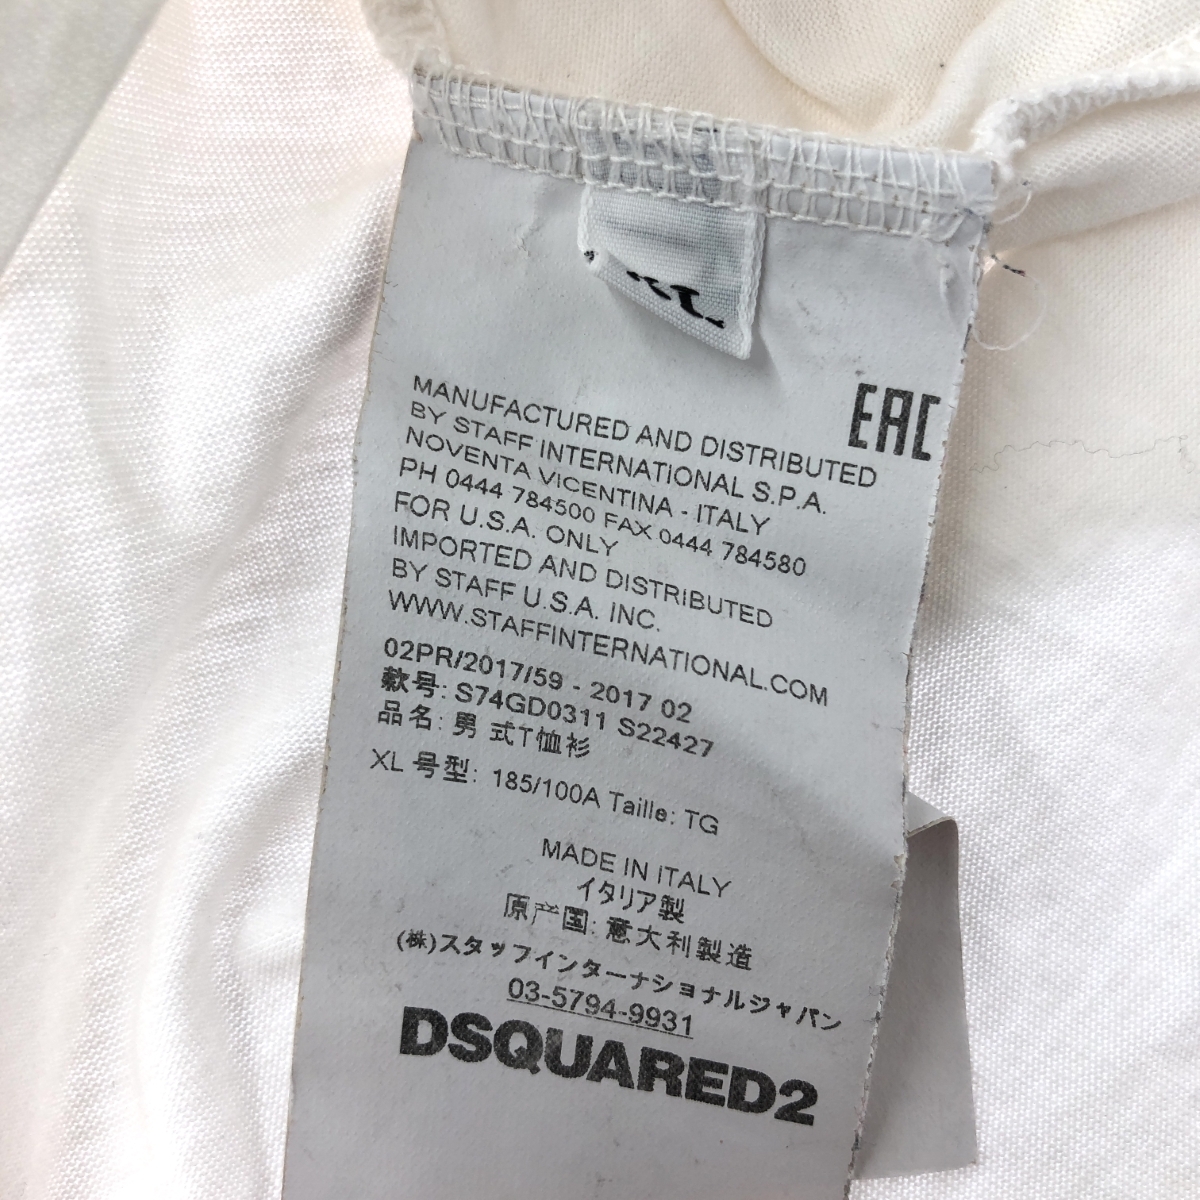 EAC
MANUFACTURED AND DISTRIBUTED
BY STAFF INTERNATIONAL S.P.A.
NOVENTA VICENTINA - ITALY
PH 0444 784500 FAX 0444 784580
FOR U.S.A. ONLY
IMPORTED AND DISTRIBUTED
BY STAFF U.S.A. INC.
WWW.STAFFINTERNATIONAL.COM
02PR/2017/59 - 2017 02
款号: S74GD0311 S22427
品名: 男 式T恤衫
XL 号型: 185/100A Taille: TG
MADE IN ITALY
イタリア製
原产国: 意大利製造
(株)スタッフインターナショナルジャパン
03-5794-9931
DSQUARED2